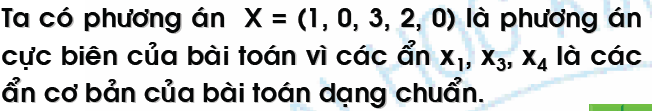 Ta có phương án X = (1, 0, 3, 2, 0) là phương án
cực biên của bài toán vì các ẩn x₁, x₃, x₄ là các
ẩn cơ bản của bài toán dạng chuẩn.